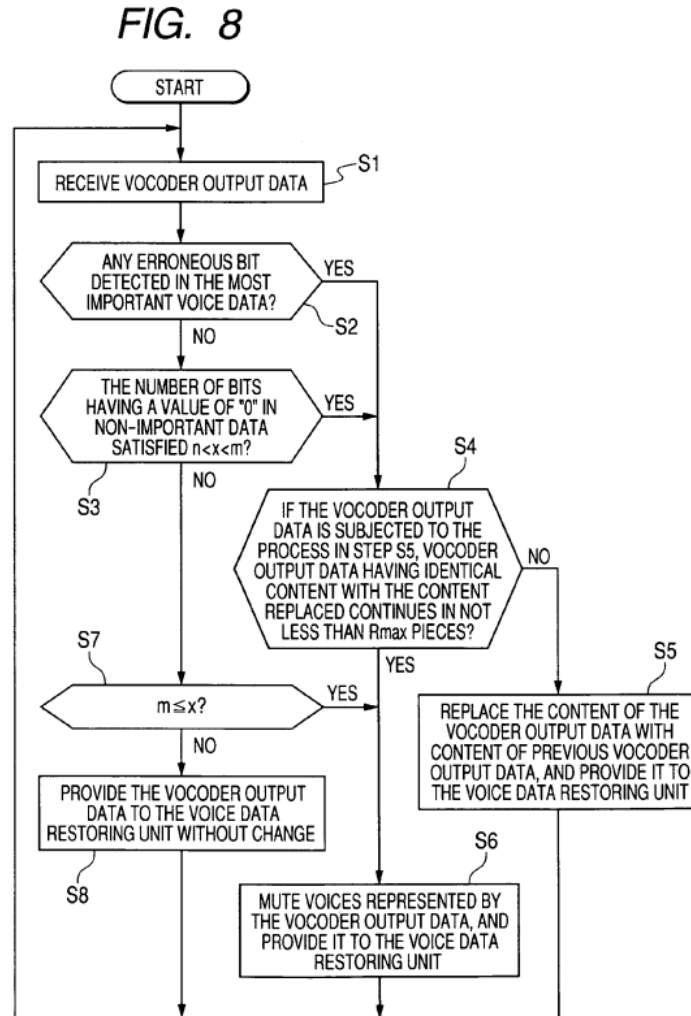 FIG. 8
START
RECEIVE VOCODER OUTPUT DATA
S1
ANY ERRONEOUS BIT
DETECTED IN THE MOST
IMPORTANT VOICE DATA?
YES
S2
NO
THE NUMBER OF BITS
HAVING A VALUE OF "0" IN
NON-IMPORTANT DATA
SATISFIED n<x<m?
YES
S3
NO
S4
IF THE VOCODER OUTPUT
DATA IS SUBJECTED TO THE
PROCESS IN STEP S5, VOCODER
OUTPUT DATA HAVING IDENTICAL
CONTENT WITH THE CONTENT
REPLACED CONTINUES IN NOT
LESS THAN Rmax PIECES?
NO
YES
S7
m≦x?
YES
NO
S5
REPLACE THE CONTENT OF THE
VOCODER OUTPUT DATA WITH
CONTENT OF PREVIOUS VOCODER
OUTPUT DATA, AND PROVIDE IT TO
THE VOICE DATA RESTORING UNIT
PROVIDE THE VOCODER OUTPUT
DATA TO THE VOICE DATA
RESTORING UNIT WITHOUT CHANGE
S8
S6
MUTE VOICES REPRESENTED BY
THE VOCODER OUTPUT DATA, AND
PROVIDE IT TO THE VOICE DATA
RESTORING UNIT